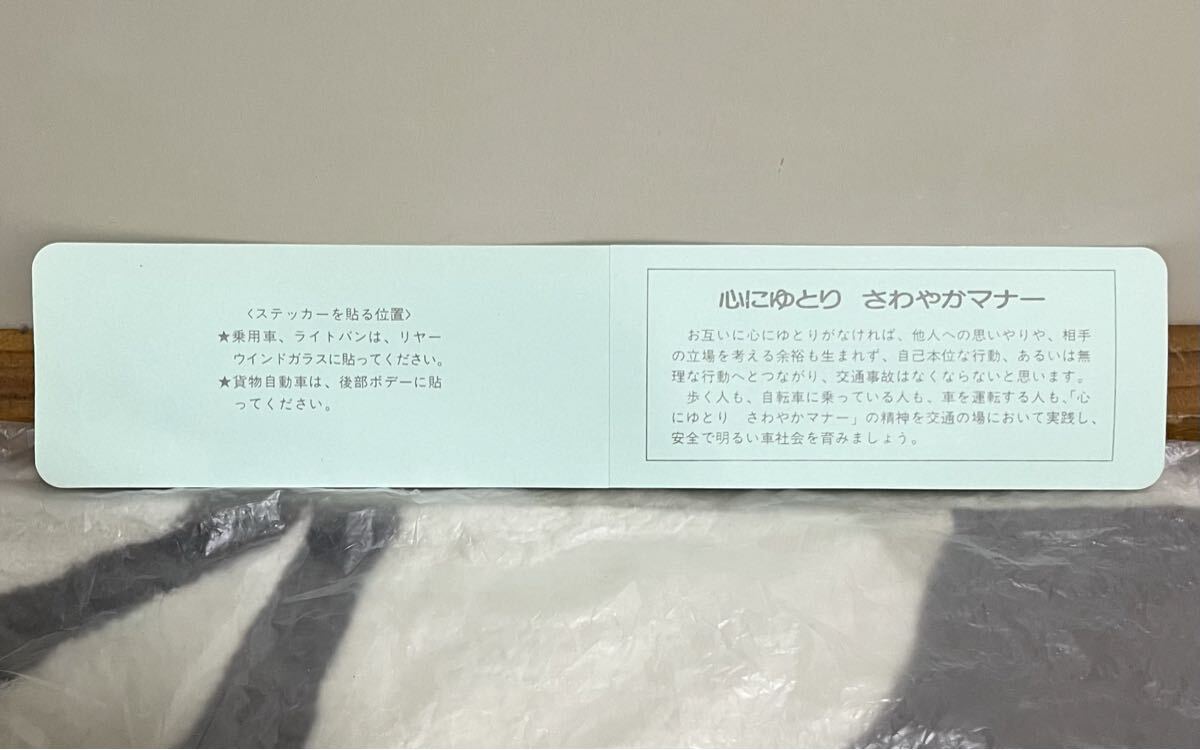 〈ステッカーを貼る位置〉
★乗用車、ライトバンは、リヤー
ウインドガラスに貼ってください。
★貨物自動車は、後部ボデーに貼
ってください。
心にゆとり さわやかマナー
お互いに心にゆとりがなければ、他人への思いやりや、相手
の立場を考える余裕も生まれず、自己本位な行動、あるいは無
理な行動へとつながり、交通事故はなくならないと思います。
歩く人も、自転車に乗っている人も、車を運転する人も、「心
にゆとり さわやかマナー」の精神を交通の場において実践し、
安全で明るい車社会を育みましょう。